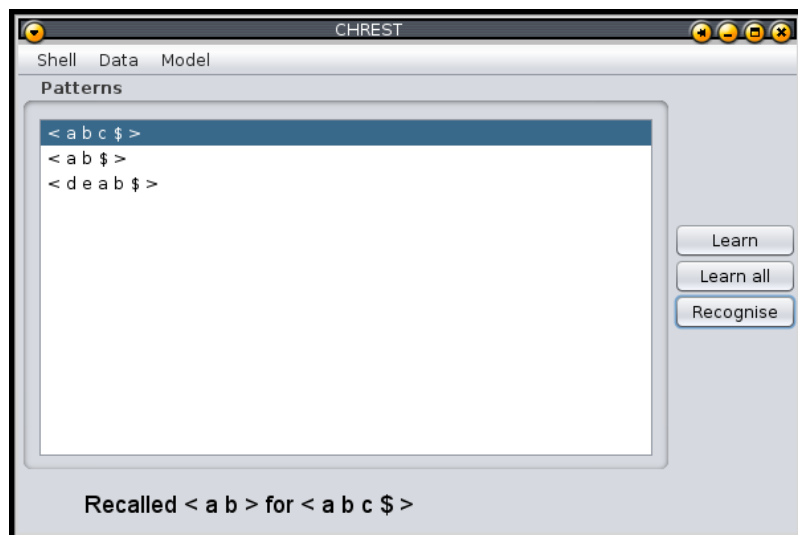 CHREST
Shell Data Model
Patterns
< a b c $ >
< a b $ >
< d e a b $ >
Learn
Learn all
Recognise
Recalled < a b > for < a b c $ >